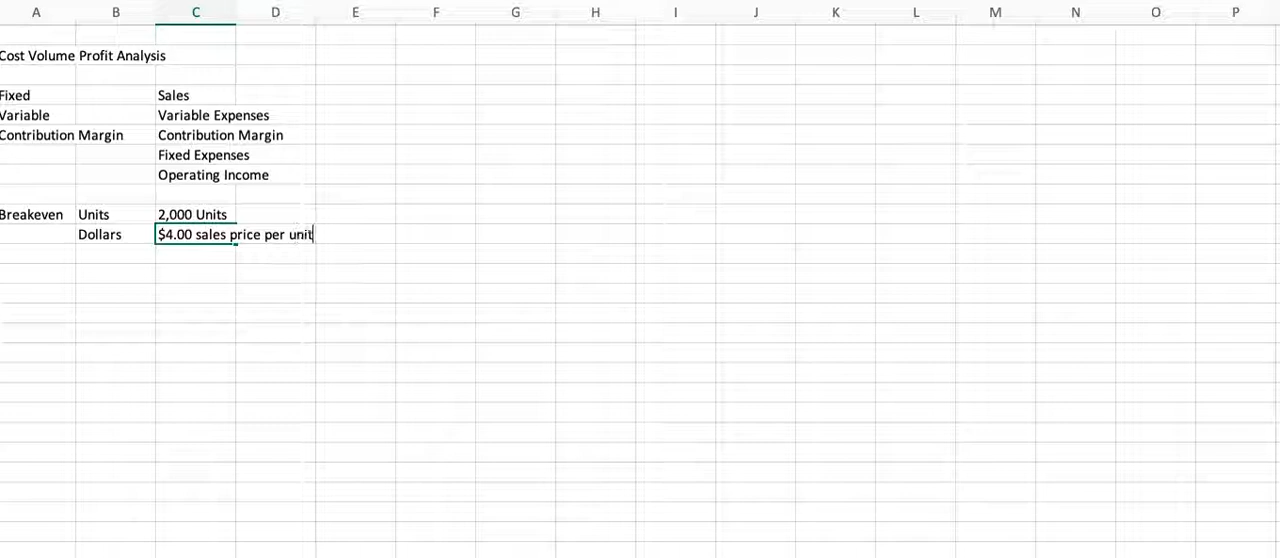 A B C D E F G H I J K L M N O P
Cost Volume Profit Analysis
Fixed Sales
Variable Variable Expenses
Contribution Margin Contribution Margin
Fixed Expenses
Operating Income
Breakeven Units 2,000 Units
Dollars $4.00 sales price per unit